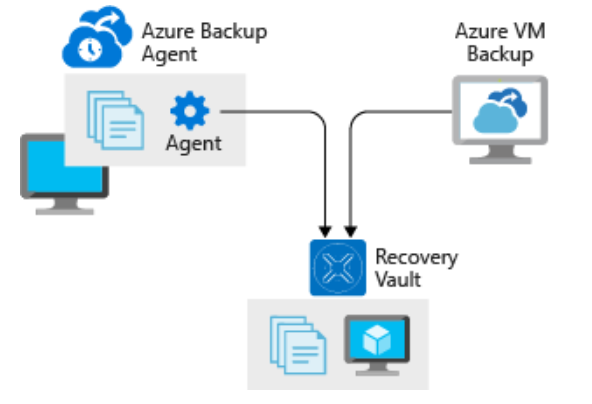 Azure Backup
Agent
Azure VM
Backup
Agent
Recovery
Vault